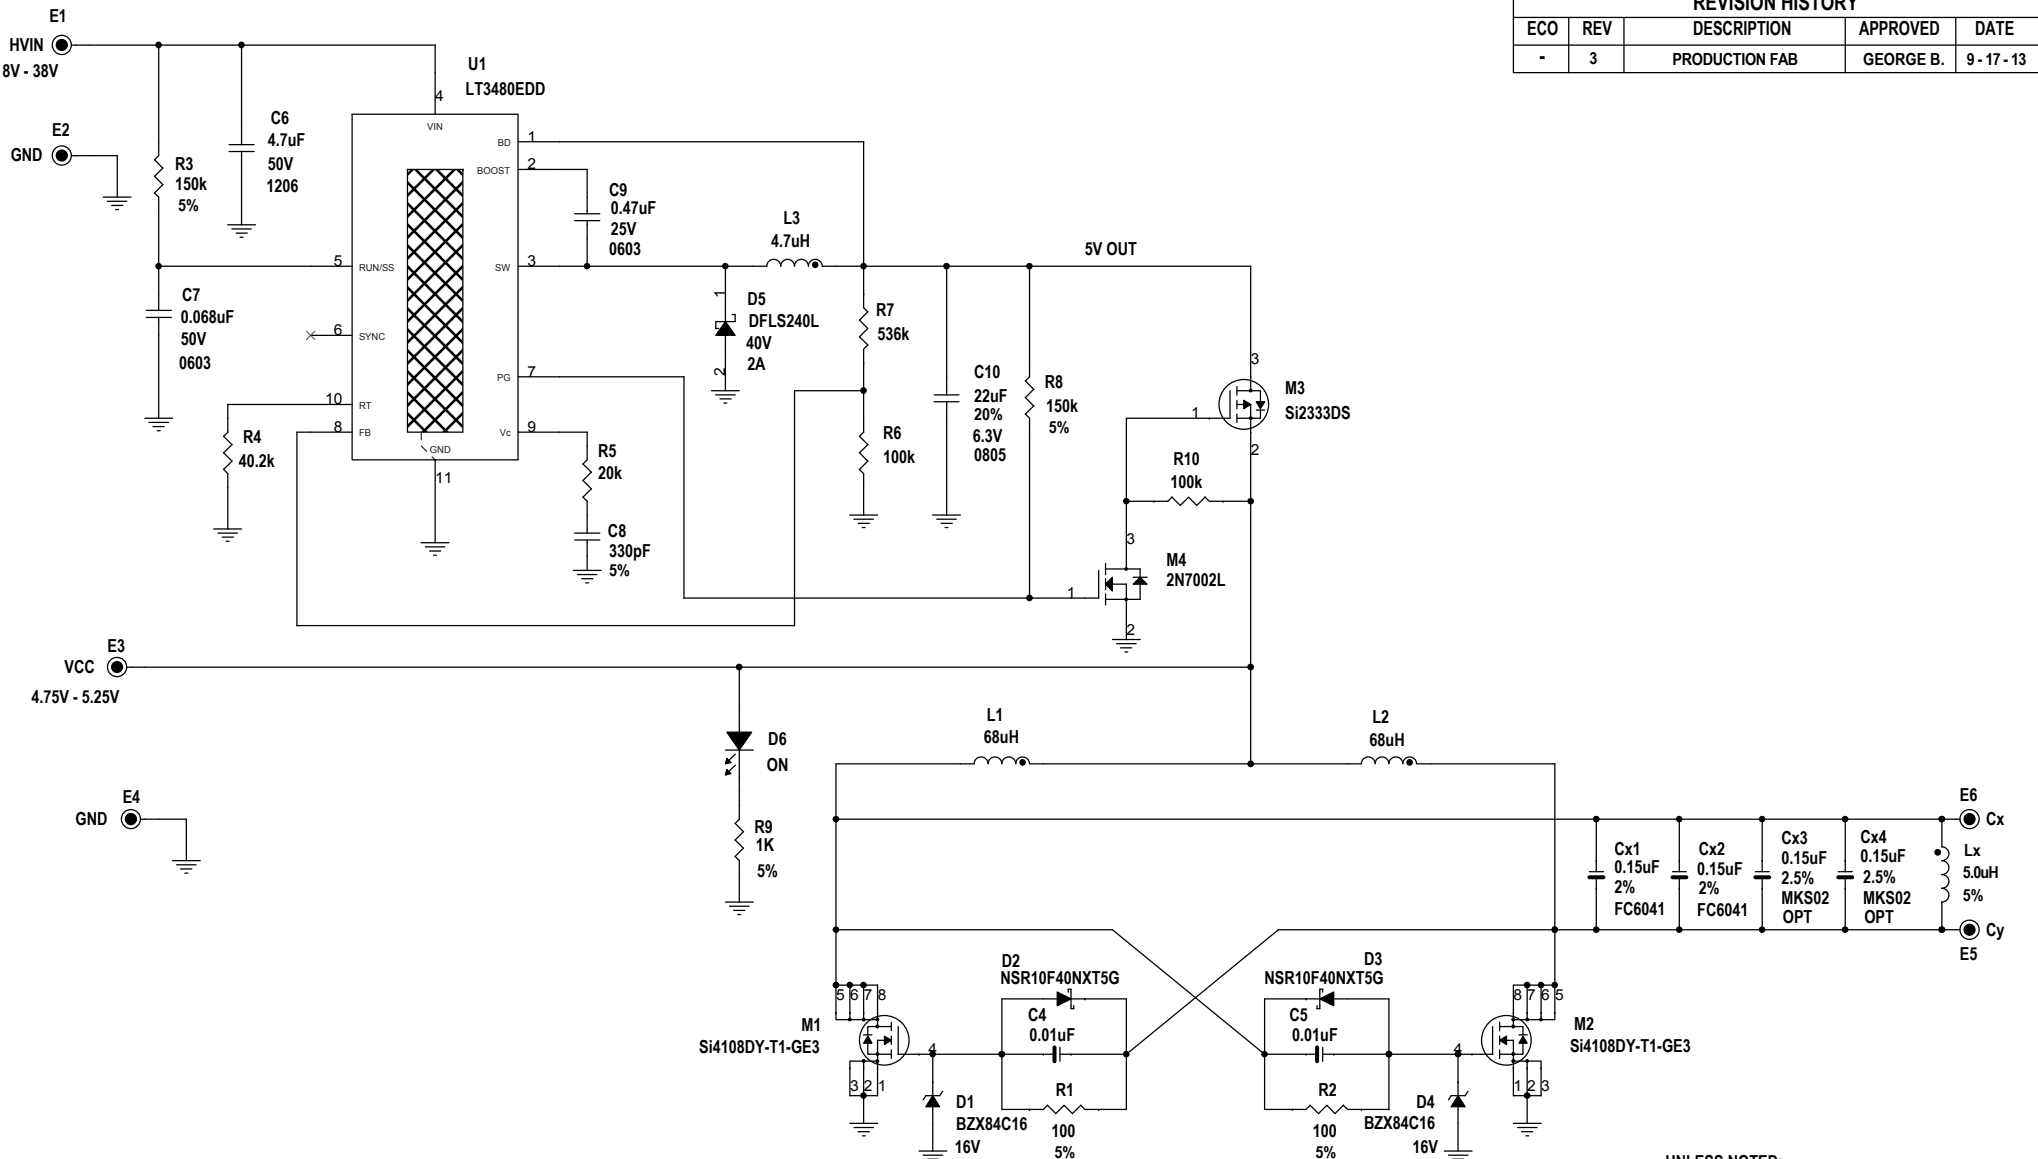 REVISION HISTORY
ECO REV DESCRIPTION APPROVED DATE
- 3 PRODUCTION FAB GEORGE B. 9 - 17 - 13
E1
HVIN
8V - 38V
E2
GND
R3
150k
5%
C6
4.7uF
50V
1206
U1
LT3480EDD
4
VIN
BD
1
BOOST
2
C9
0.47uF
25V
0603
L3
4.7uH
5V OUT
5
RUN/SS
SW
3
C7
0.068uF
50V
0603
6
SYNC
1
D5
DFLS240L
40V
2A
2
R7
536k
PG
7
10
RT
8
FB
Vc
9
GND
11
R4
40.2k
R5
20k
C8
330pF
5%
R6
100k
C10
22uF
20%
6.3V
0805
R8
150k
5%
3
M3
Si2333DS
1
2
R10
100k
3
M4
2N7002L
1
2
E3
VCC
4.75V - 5.25V
D6
ON
L1
68uH
L2
68uH
E4
GND
R9
1K
5%
E6
Cx
Cx1
0.15uF
2%
FC6041
Cx2
0.15uF
2%
FC6041
Cx3
0.15uF
2.5%
MKS02
OPT
Cx4
0.15uF
2.5%
MKS02
OPT
Lx
5.0uH
5%
Cy
E5
D2
NSR10F40NXT5G
D3
NSR10F40NXT5G
5 6 7 8
8 7 6 5
M1
Si4108DY-T1-GE3
C4
0.01uF
C5
0.01uF
M2
Si4108DY-T1-GE3
4
4
3 2 1
1 2 3
D1
BZX84C16
16V
R1
100
5%
R2
100
5%
D4
BZX84C16
16V
UNLESS NOTED: